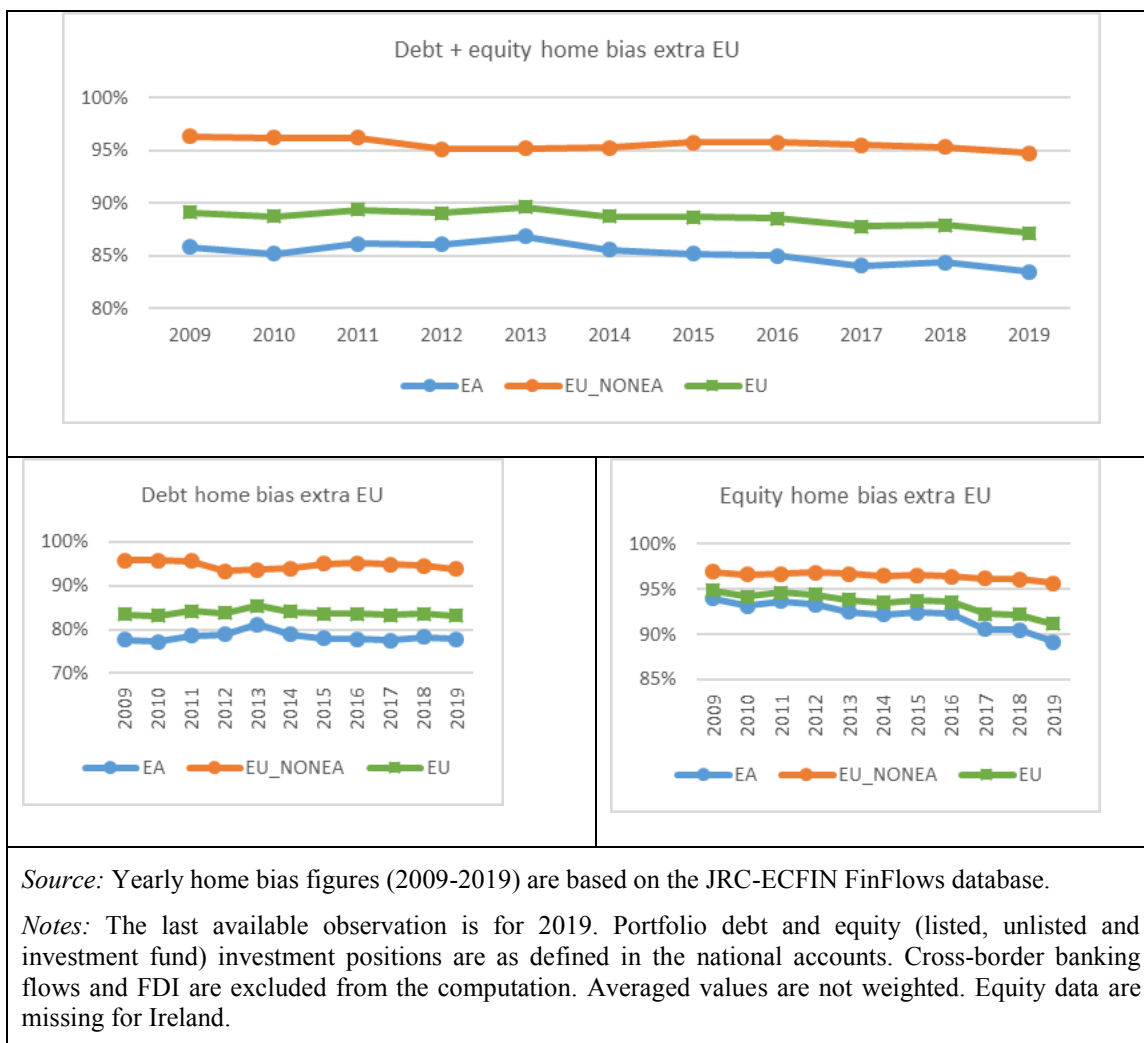 Debt + equity home bias extra EU
100%
95%
90%
85%
80%
2009 2010 2011 2012 2013 2014 2015 2016 2017 2018 2019
EA EU_NONEA EU
Debt home bias extra EU
100%
90%
80%
70%
2009 2010 2011 2012 2013 2014 2015 2016 2017 2018 2019
EA EU_NONEA EU
Equity home bias extra EU
100%
95%
90%
85%
2009 2010 2011 2012 2013 2014 2015 2016 2017 2018 2019
EA EU_NONEA EU
Source: Yearly home bias figures (2009-2019) are based on the JRC-ECFIN FinFlows database.
Notes: The last available observation is for 2019. Portfolio debt and equity (listed, unlisted and
investment fund) investment positions are as defined in the national accounts. Cross-border banking
flows and FDI are excluded from the computation. Averaged values are not weighted. Equity data are
missing for Ireland.